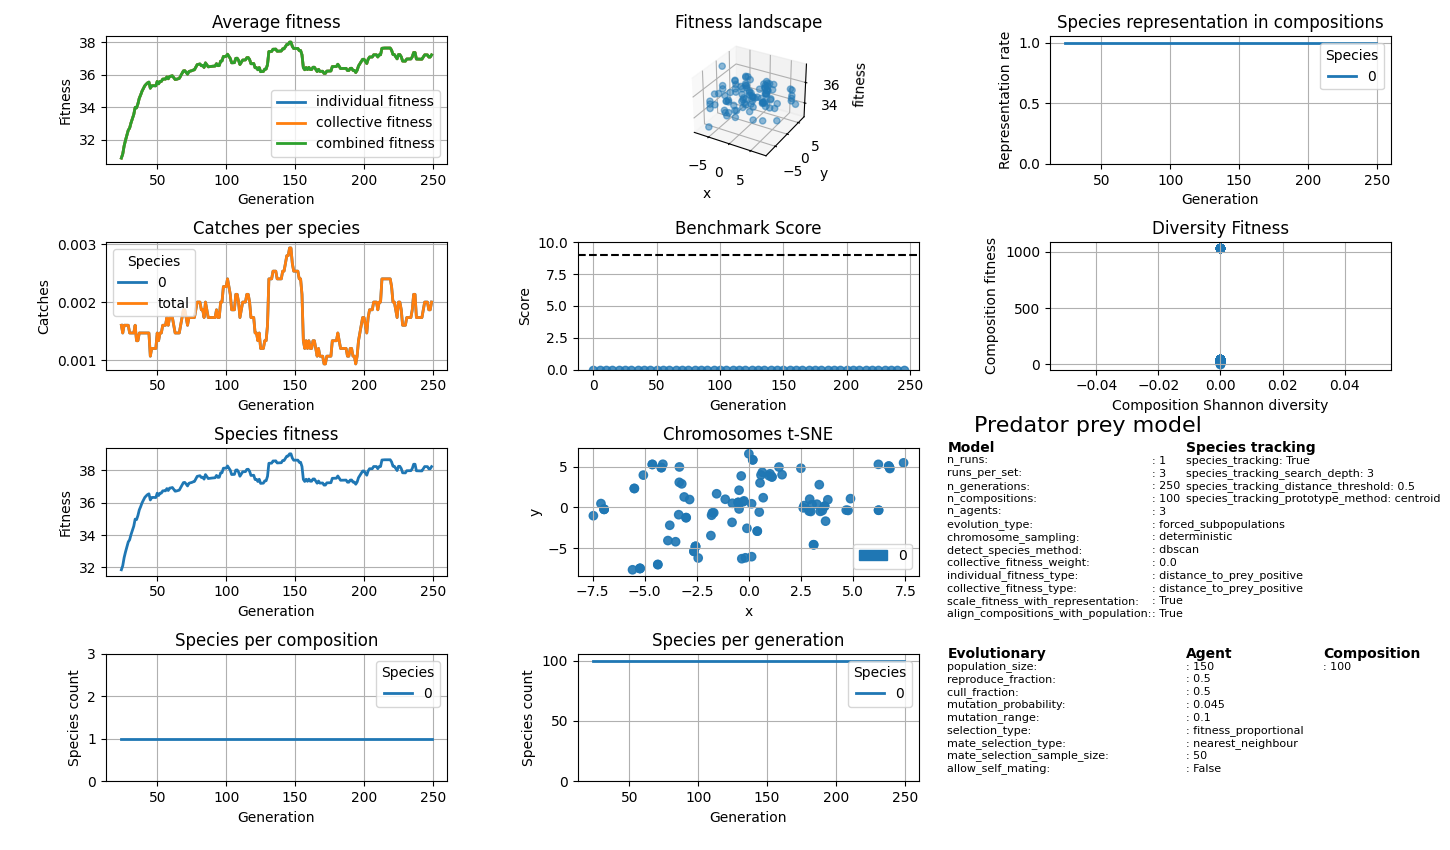 Average fitness
Fitness
38
36
34
32
individual fitness
collective fitness
combined fitness
50 100 150 200 250
Generation
Fitness landscape
fitness
36
34
−5 0 5
x
−5 0 5
y
Species representation in compositions
Representation rate
1.0
0.5
0.0
Species
0
50 100 150 200 250
Generation
Catches per species
Catches
0.003
0.002
0.001
Species
0
total
50 100 150 200 250
Generation
Benchmark Score
Score
10.0
7.5
5.0
2.5
0.0
0 50 100 150 200 250
Generation
Diversity Fitness
Composition fitness
1000
500
0
−0.04 −0.02 0.00 0.02 0.04
Composition Shannon diversity
Species fitness
Fitness
38
36
34
32
50 100 150 200 250
Generation
Chromosomes t-SNE
y
5
0
−5
0
−7.5 −5.0 −2.5 0.0 2.5 5.0 7.5
x
Predator prey model
Model
n_runs: : 1
runs_per_set: : 3
n_generations: : 250
n_compositions: : 100
n_agents: : 3
evolution_type: : forced_subpopulations
chromosome_sampling: : deterministic
detect_species_method: : dbscan
collective_fitness_weight: : 0.0
individual_fitness_type: : distance_to_prey_positive
collective_fitness_type: : distance_to_prey_positive
scale_fitness_with_representation: : True
align_compositions_with_population: : True
Species tracking
species_tracking: True
species_tracking_search_depth: 3
species_tracking_distance_threshold: 0.5
species_tracking_prototype_method: centroid
Species per composition
Species count
3
2
1
0
Species
0
50 100 150 200 250
Generation
Species per generation
Species count
100
50
0
Species
0
50 100 150 200 250
Generation
Evolutionary Agent Composition
population_size: : 150 : 100
reproduce_fraction: : 0.5
cull_fraction: : 0.5
mutation_probability: : 0.045
mutation_range: : 0.1
selection_type: : fitness_proportional
mate_selection_type: : nearest_neighbour
mate_selection_sample_size: : 50
allow_self_mating: : False